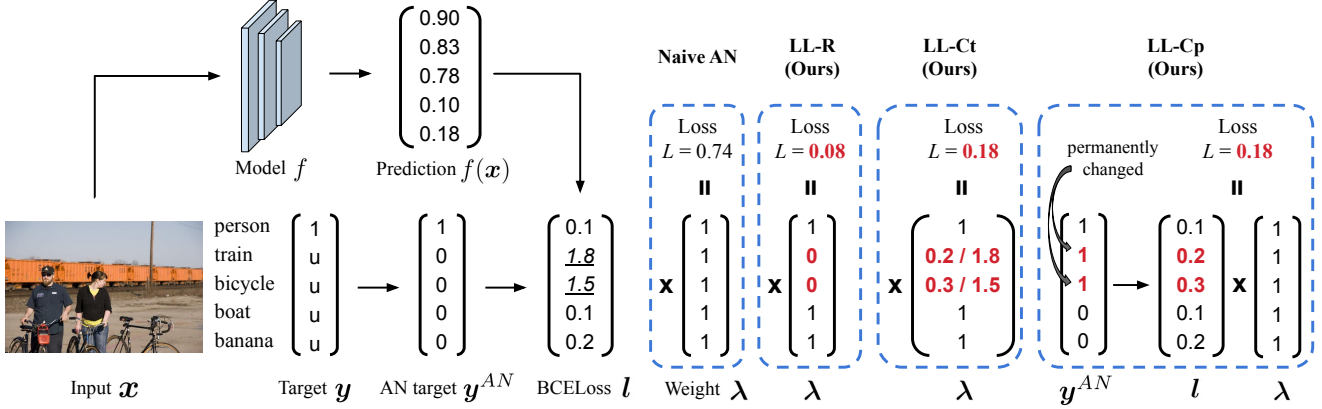 0.90
0.83
0.78
0.10
0.18
Model f
Prediction f(x)
Naive AN
LL-R
(Ours)
LL-Ct
(Ours)
LL-Cp
(Ours)
Loss
L = 0.74
Loss
L = 0.08
Loss
L = 0.18
permanently
changed
Loss
L = 0.18
=
=
=
=
person 1 1 0.1 1 1 1 1 0.1 1
train u 0 1.8 1 0 0.2 / 1.8 1 0.2 1
bicycle u 0 1.5 x 1 x 0 x 0.3 / 1.5 1 0.3 x 1
boat u 0 0.1 1 1 1 0 0.1 1
banana u 0 0.2 1 1 1 0 0.2 1
Input x Target y AN target y^AN BCELoss l Weight λ λ λ y^AN l λ